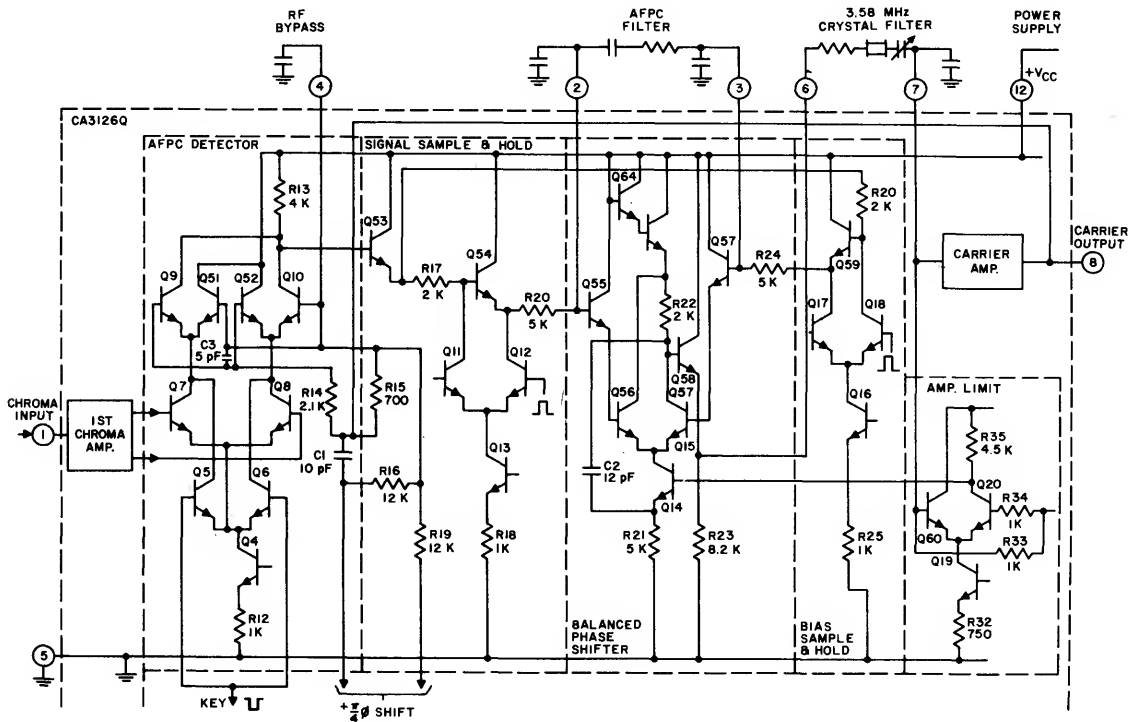 RF
BYPASS
AFPC
FILTER
3.58 MHz
CRYSTAL FILTER
POWER
SUPPLY
+VCC
4
2
3
6
7
12
CA3126Q
AFPC DETECTOR
SIGNAL SAMPLE & HOLD
R13
4 K
Q53
Q64
R20
2 K
Q9
Q51
Q52
Q10
R17
2 K
Q54
R20
5 K
Q55
Q57
R24
5 K
Q59
CARRIER
AMP.
CARRIER
OUTPUT
8
C3
5 pF
R22
2 K
Q17
Q18
Q7
Q8
R14
2.1 K
R15
700
Q11
Q12
Q58
Q56
Q57
Q16
AMP. LIMIT
CHROMA
INPUT
1
1ST
CHROMA
AMP.
C1
10 pF
Q15
R35
4.5 K
Q5
Q6
R16
12 K
Q13
C2
12 pF
Q14
Q20
R34
1K
Q4
R19
12 K
R18
1K
R21
5 K
R23
8.2 K
R25
1K
Q60
R33
1K
Q19
R12
1K
R32
750
BALANCED
PHASE
SHIFTER
BIAS
SAMPLE
& HOLD
5
KEY
+π/4 ø SHIFT